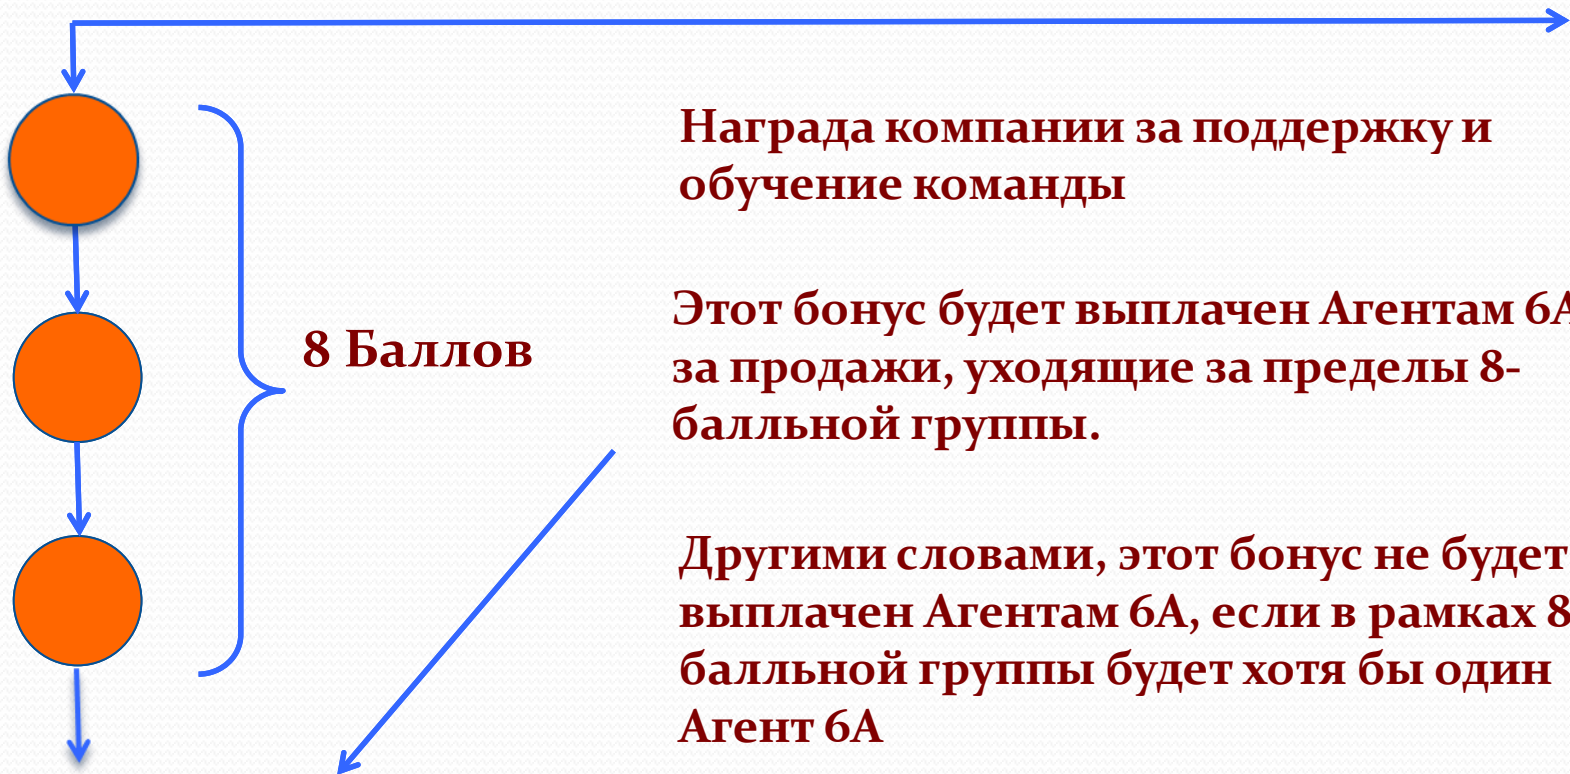 Награда компании за поддержку и
обучение команды
8 Баллов
Этот бонус будет выплачен Агентам 6А
за продажи, уходящие за пределы 8-
балльной группы.
Другими словами, этот бонус не будет
выплачен Агентам 6А, если в рамках 8
балльной группы будет хотя бы один
Агент 6А